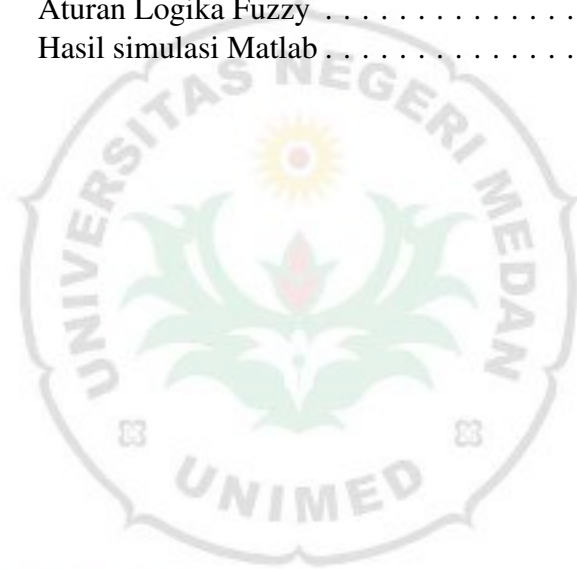 Aturan Logika Fuzzy . . . . . . . . . . . . . .
Hasil simulasi Matlab . . . . . . . . . . . . . .
UNIVERSITAS NEGERI MEDAN
UNIMED